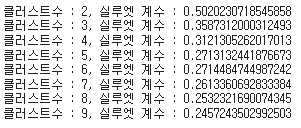 클러스트수 : 2, 실루엣 계수 : 0.5020230718545858
클러스트수 : 3, 실루엣 계수 : 0.3587312000312493
클러스트수 : 4, 실루엣 계수 : 0.3121305262017013
클러스트수 : 5, 실루엣 계수 : 0.2713132441876673
클러스트수 : 6, 실루엣 계수 : 0.2714484744987242
클러스트수 : 7, 실루엣 계수 : 0.2613360692833384
클러스트수 : 8, 실루엣 계수 : 0.2532321690074345
클러스트수 : 9, 실루엣 계수 : 0.2457243502992503